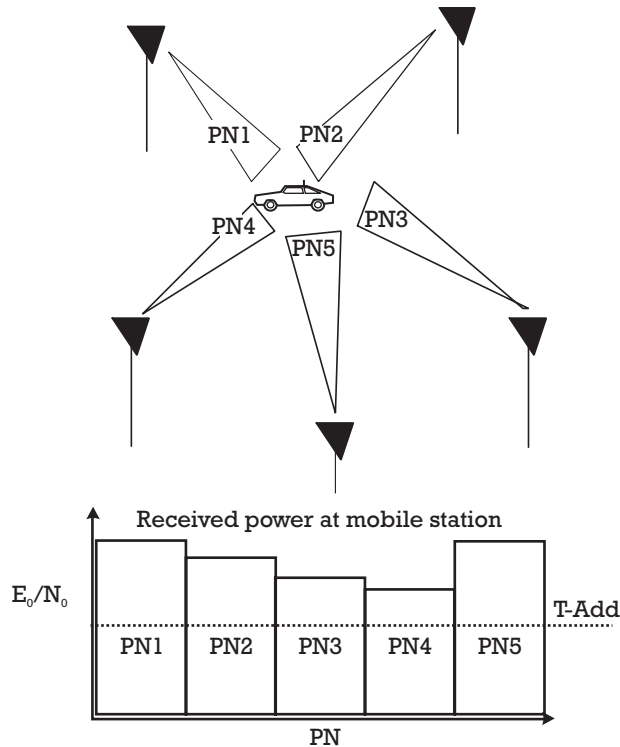 PN1
PN2
PN3
PN4
PN5
Received power at mobile station
E₀/N₀
T-Add
PN1 PN2 PN3 PN4 PN5
PN